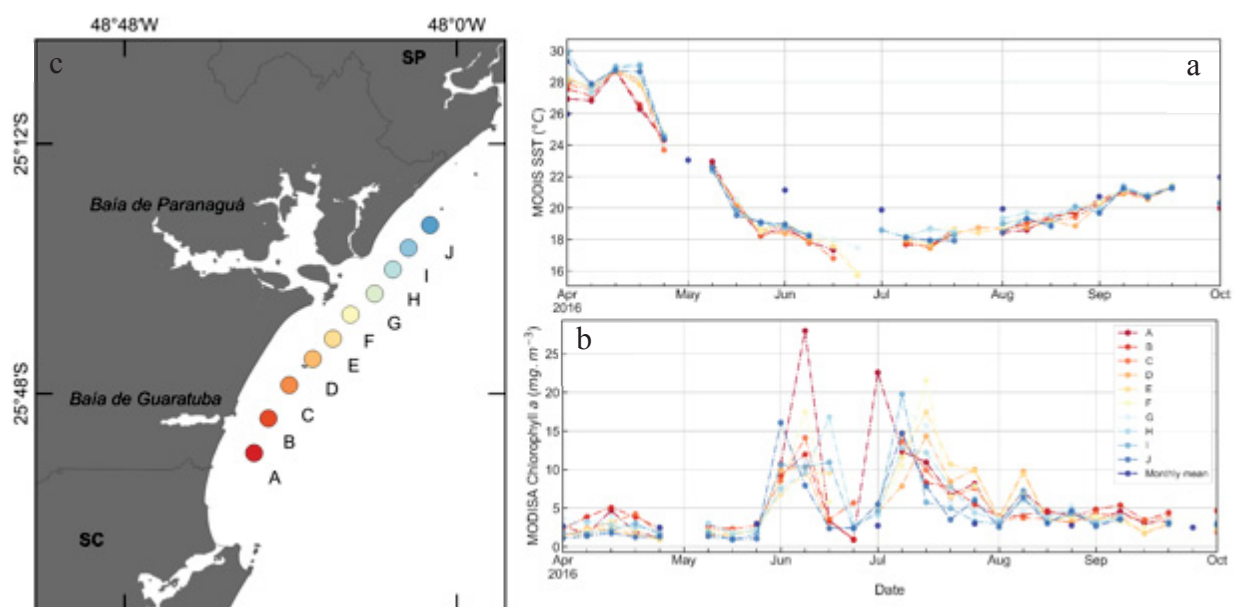 48°48'W
48°0'W
c
SP
25°12'S
Baía de Paranaguá
J
I
H
G
F
E
25°48'S
Baía de Guaratuba
D
C
B
A
SC
a
MODIS SST (°C)
30
28
26
24
22
20
18
16
Apr
2016
May
Jun
Jul
Aug
Sep
Oct
b
MODISA Chlorophyll a (mg. m⁻³)
25
20
15
10
5
0
A
B
C
D
E
F
G
H
I
J
Monthly mean
Apr
2016
May
Jun
Jul
Aug
Sep
Oct
Date